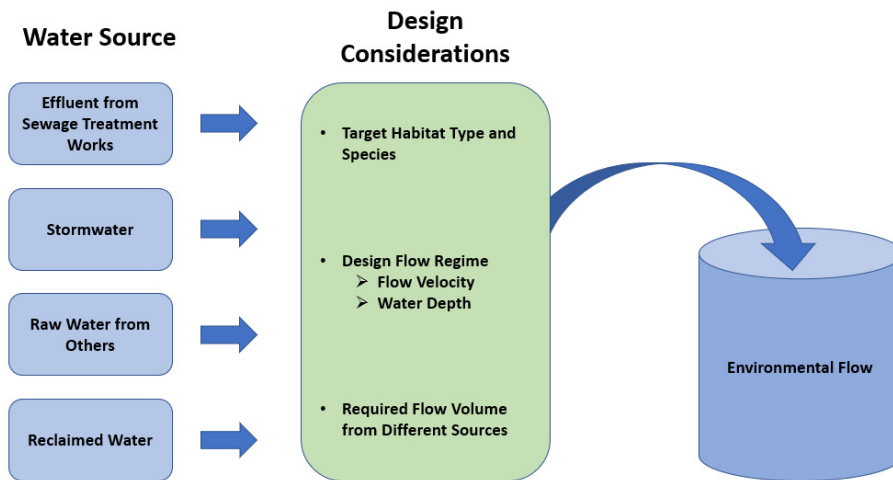 Water Source
Effluent from
Sewage Treatment
Works
Stormwater
Raw Water from
Others
Reclaimed Water
Design
Considerations
• Target Habitat Type and
Species
• Design Flow Regime
➢ Flow Velocity
➢ Water Depth
• Required Flow Volume
from Different Sources
Environmental Flow